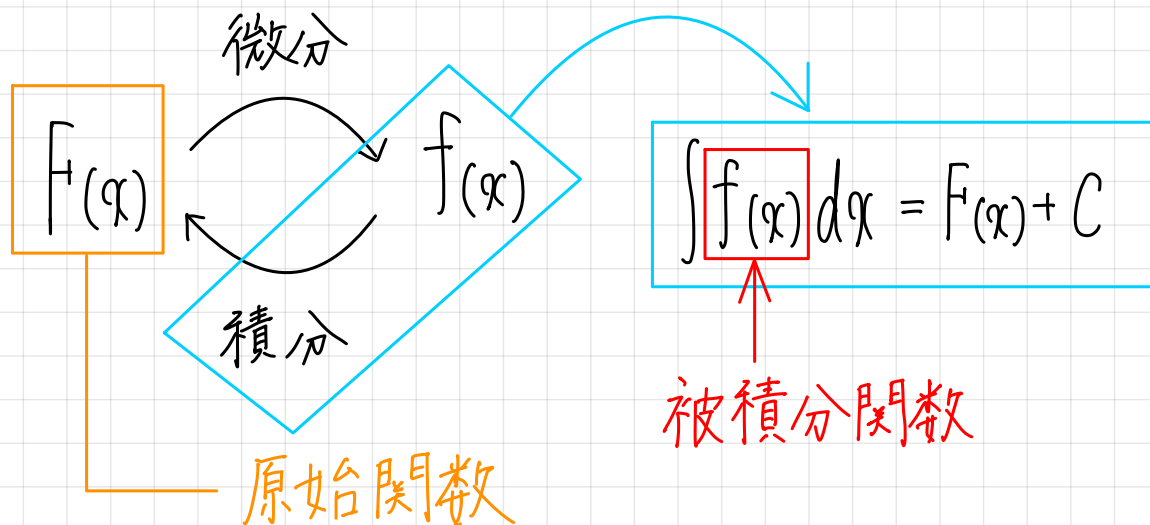 微分
F(x)
f(x)
積分
原始関数
∫f(x)dx = F(x) + C
被積分関数